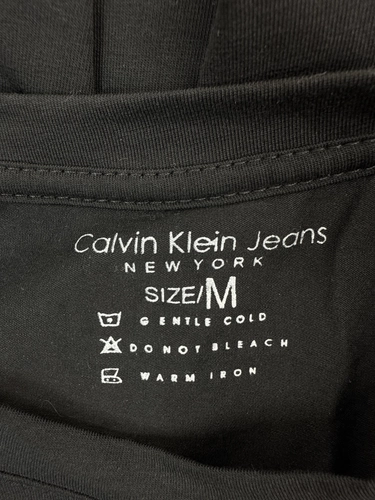 Calvin Klein Jeans
NEW YORK
SIZE/M
GENTLE COLD
DO NOT BLEACH
WARM IRON